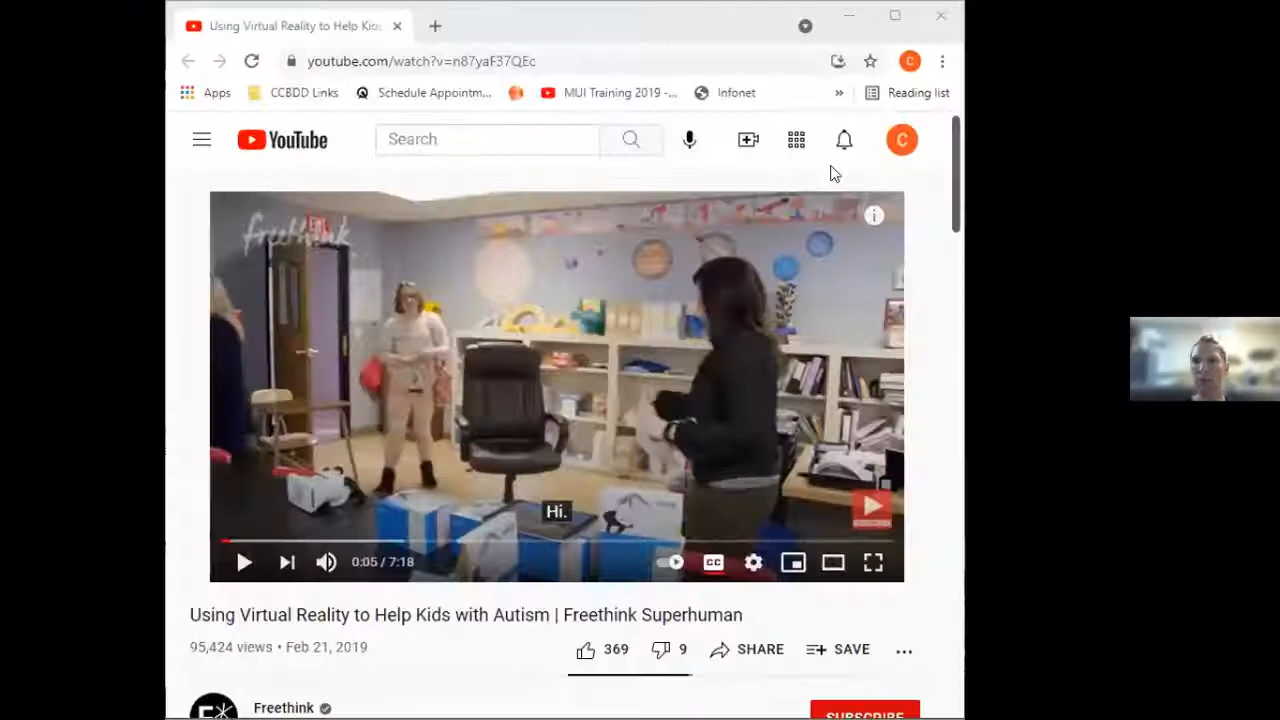 Using Virtual Reality to Help Kids
youtube.com/watch?v=n87yaF37QEc
C
Apps
CCBDD Links
Schedule Appointm...
MUI Training 2019 -...
Infonet
»
Reading list
YouTube
Search
C
freethink
Hi.
0:05 / 7:18
CC
Using Virtual Reality to Help Kids with Autism | Freethink Superhuman
95,424 views • Feb 21, 2019
369
9
SHARE
SAVE
Freethink
SUBSCRIBE